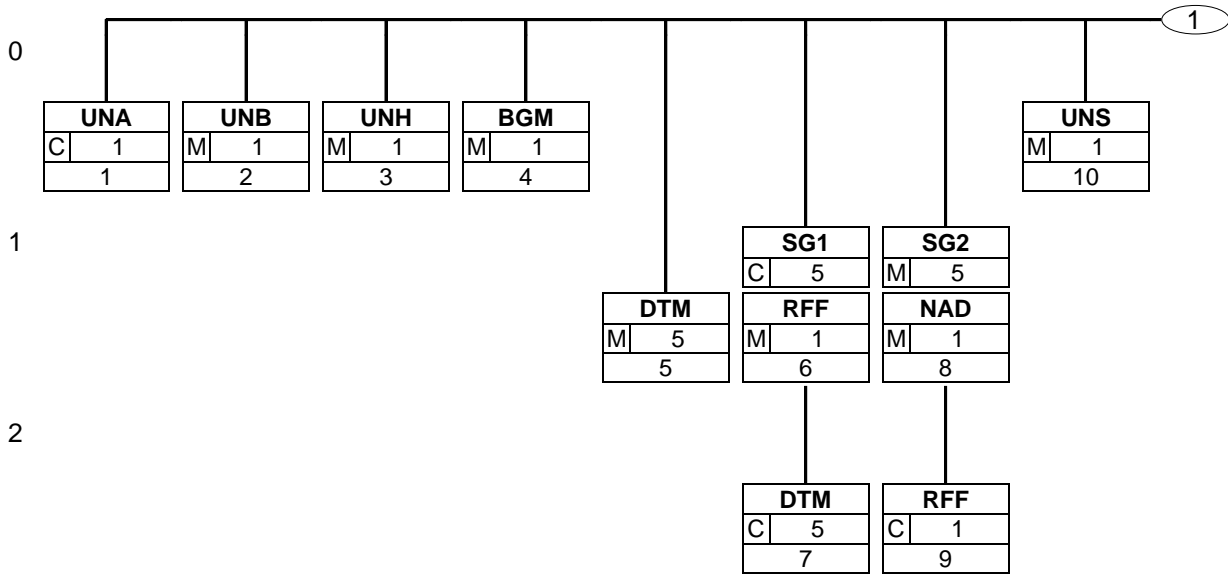 1
0
UNA UNB UNH BGM UNS
C 1 M 1 M 1 M 1 M 1
1 2 3 4 10
1
SG1 SG2
C 5 M 5
DTM RFF NAD
M 5 M 1 M 1
5 6 8
2
DTM RFF
C 5 C 1
7 9